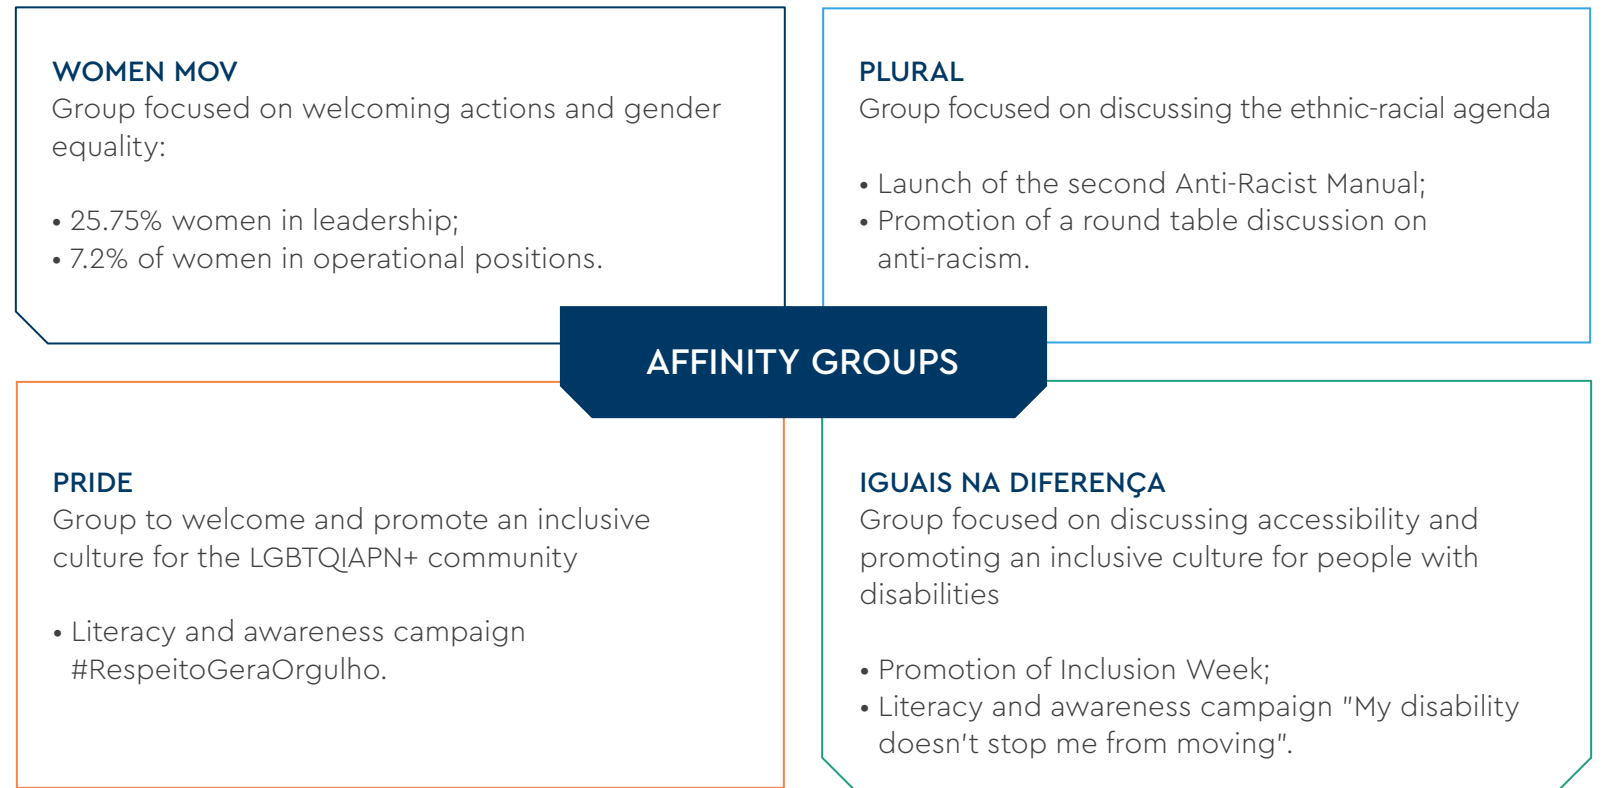 WOMEN MOV
Group focused on welcoming actions and gender
equality:
• 25.75% women in leadership;
• 7.2% of women in operational positions.
PLURAL
Group focused on discussing the ethnic-racial agenda
• Launch of the second Anti-Racist Manual;
• Promotion of a round table discussion on
anti-racism.
AFFINITY GROUPS
PRIDE
Group to welcome and promote an inclusive
culture for the LGBTQIAPN+ community
• Literacy and awareness campaign
#RespeitoGeraOrgulho.
IGUAIS NA DIFERENÇA
Group focused on discussing accessibility and
promoting an inclusive culture for people with
disabilities
• Promotion of Inclusion Week;
• Literacy and awareness campaign "My disability
doesn't stop me from moving".